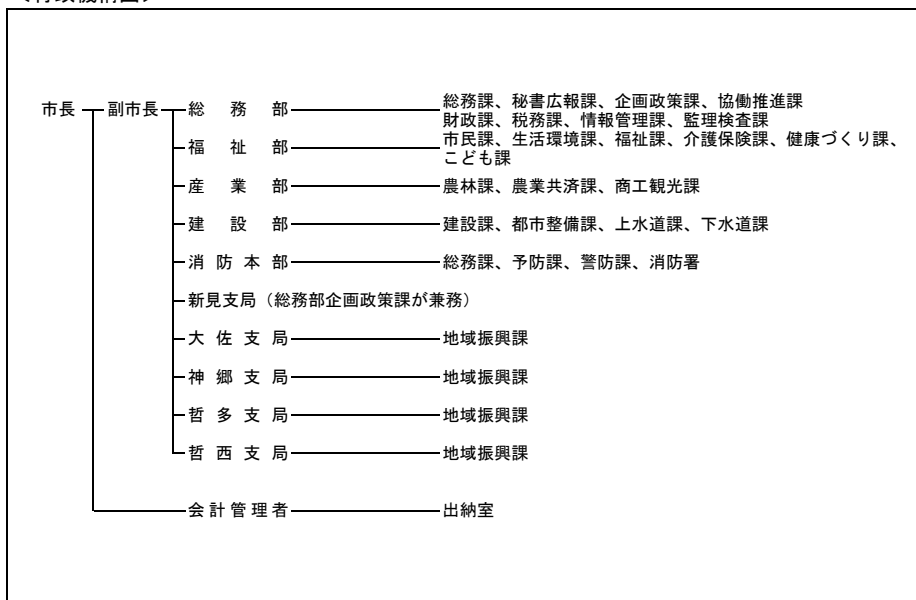 市長 副市長 総務部 総務課、秘書広報課、企画政策課、協働推進課
財政課、税務課、情報管理課、監理検査課
福祉部 市民課、生活環境課、福祉課、介護保険課、健康づくり課、
こども課
産業部 農林課、農業共済課、商工観光課
建設部 建設課、都市整備課、上水道課、下水道課
消防本部 総務課、予防課、警防課、消防署
新見支局（総務部企画政策課が兼務）
大佐支局 地域振興課
神郷支局 地域振興課
哲多支局 地域振興課
哲西支局 地域振興課
会計管理者 出納室